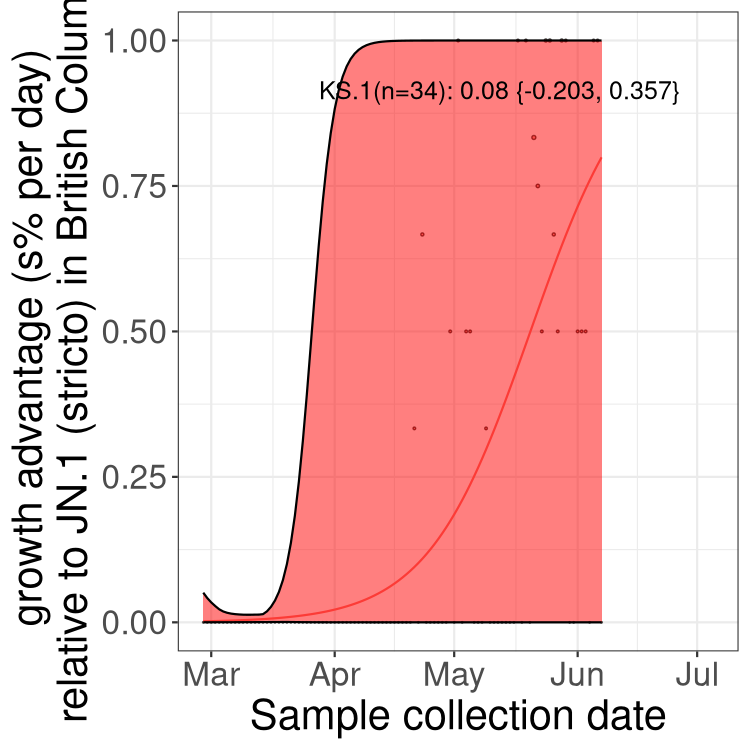 growth advantage (s% per day)
relative to JN.1 (stricto) in British Colum
1.00
0.75
0.50
0.25
0.00
KS.1(n=34): 0.08 {-0.203, 0.357}
Mar Apr May Jun Jul
Sample collection date